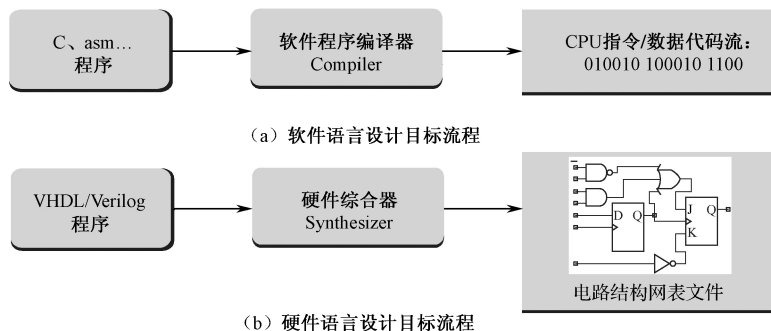 C、asm…
程序
软件程序编译器
Compiler
CPU指令/数据代码流：
010010 100010 1100
（a）软件语言设计目标流程
VHDL/Verilog
程序
硬件综合器
Synthesizer
D Q
J Q
K
电路结构网表文件
（b）硬件语言设计目标流程